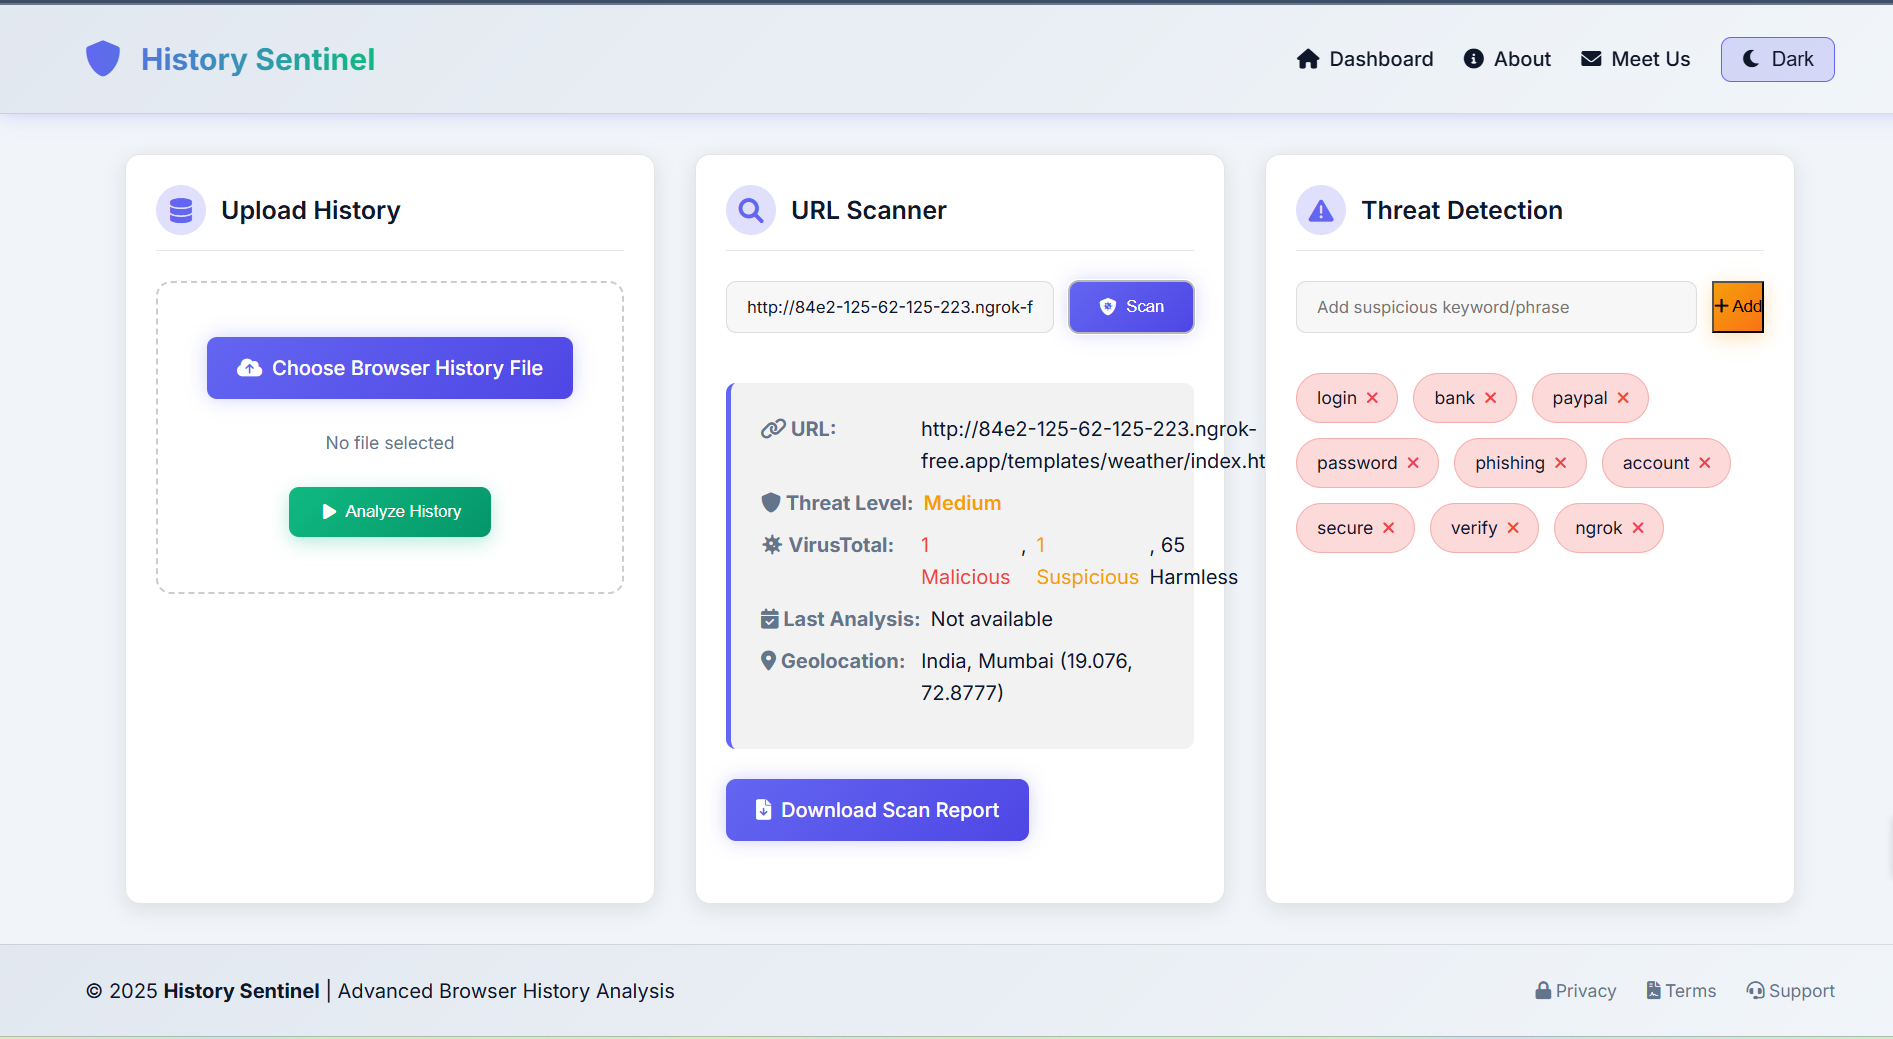 History Sentinel
Dashboard
About
Meet Us
Dark
Upload History
Choose Browser History File
No file selected
Analyze History
URL Scanner
http://84e2-125-62-125-223.ngrok-f
Scan
URL: http://84e2-125-62-125-223.ngrok-
free.app/templates/weather/index.ht
Threat Level: Medium
VirusTotal: 1 , 1 , 65
Malicious Suspicious Harmless
Last Analysis: Not available
Geolocation: India, Mumbai (19.076,
72.8777)
Download Scan Report
Threat Detection
Add suspicious keyword/phrase
+ Add
login ×
bank ×
paypal ×
password ×
phishing ×
account ×
secure ×
verify ×
ngrok ×
© 2025 History Sentinel | Advanced Browser History Analysis
Privacy
Terms
Support